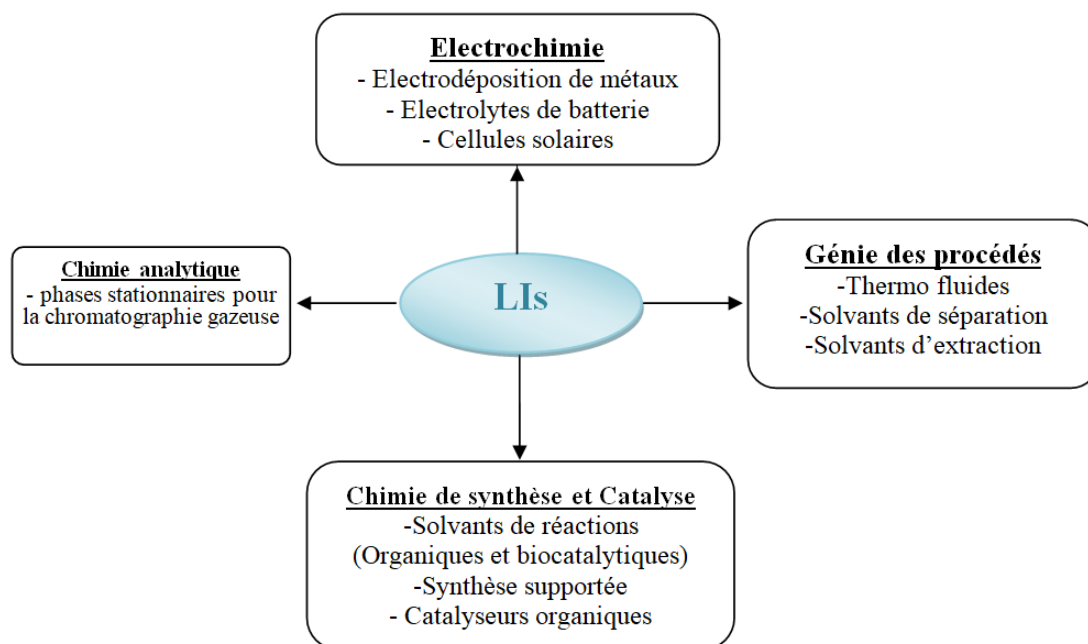 Electrochimie
- Electrodéposition de métaux
- Electrolytes de batterie
- Cellules solaires
Chimie analytique
- phases stationnaires pour
la chromatographie gazeuse
LIs
Génie des procédés
-Thermo fluides
-Solvants de séparation
-Solvants d'extraction
Chimie de synthèse et Catalyse
-Solvants de réactions
(Organiques et biocatalytiques)
-Synthèse supportée
- Catalyseurs organiques